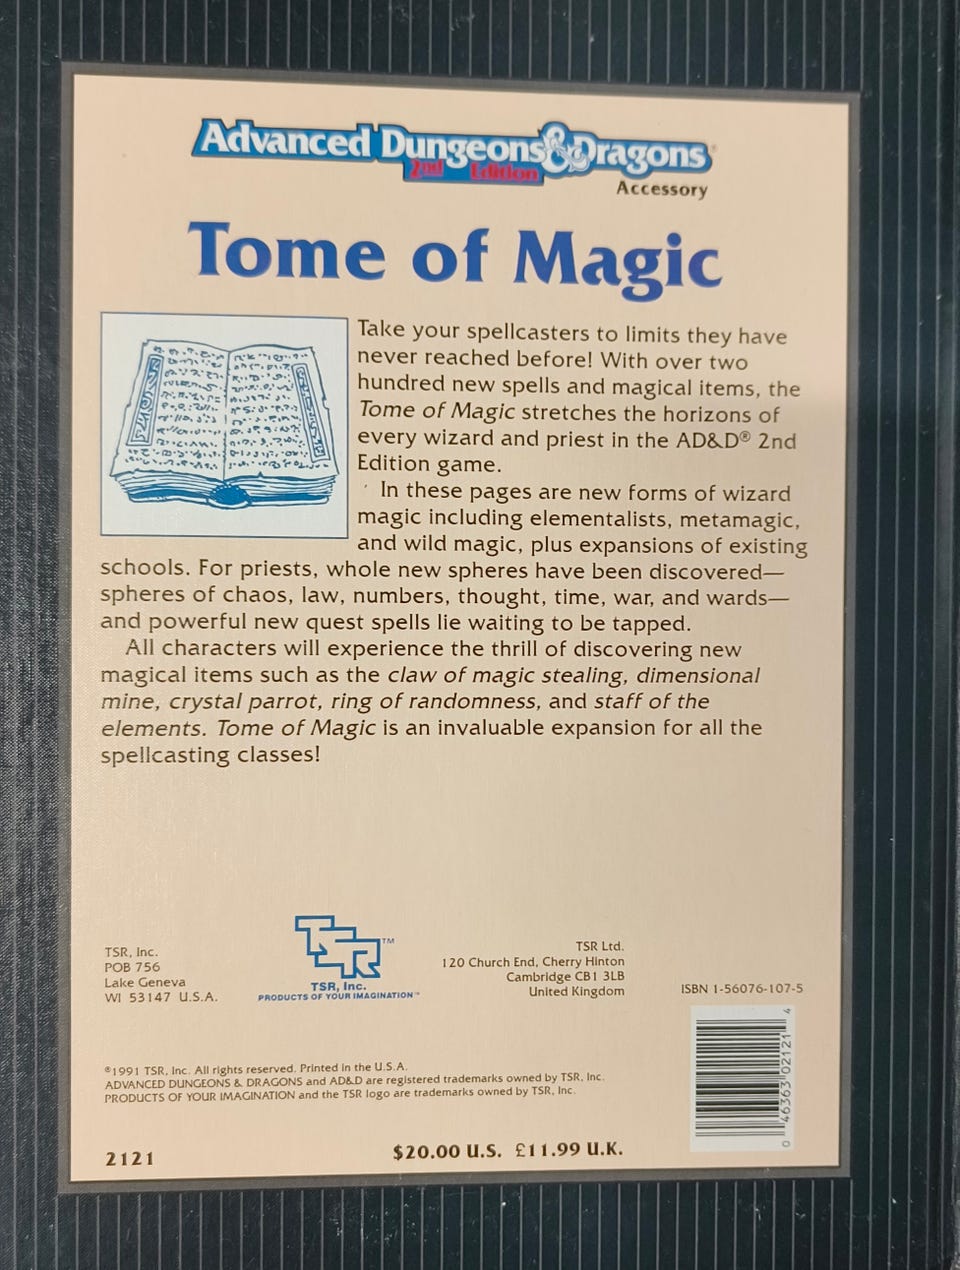 Advanced Dungeons & Dragons®
2nd Edition
Accessory
Tome of Magic
Take your spellcasters to limits they have
never reached before! With over two
hundred new spells and magical items, the
Tome of Magic stretches the horizons of
every wizard and priest in the AD&D® 2nd
Edition game.
In these pages are new forms of wizard
magic including elementalists, metamagic,
and wild magic, plus expansions of existing
schools. For priests, whole new spheres have been discovered—
spheres of chaos, law, numbers, thought, time, war, and wards—
and powerful new quest spells lie waiting to be tapped.
All characters will experience the thrill of discovering new
magical items such as the claw of magic stealing, dimensional
mine, crystal parrot, ring of randomness, and staff of the
elements. Tome of Magic is an invaluable expansion for all the
spellcasting classes!
TSR, Inc.
POB 756
Lake Geneva
WI 53147 U.S.A.
TSR™
TSR, Inc.
PRODUCTS OF YOUR IMAGINATION™
TSR Ltd.
120 Church End, Cherry Hinton
Cambridge CB1 3LB
United Kingdom
ISBN 1-56076-107-5
©1991 TSR, Inc. All rights reserved. Printed in the U.S.A.
ADVANCED DUNGEONS & DRAGONS and AD&D are registered trademarks owned by TSR, Inc.
PRODUCTS OF YOUR IMAGINATION and the TSR logo are trademarks owned by TSR, Inc.
0 46363 02121 4
2121
$20.00 U.S. £11.99 U.K.